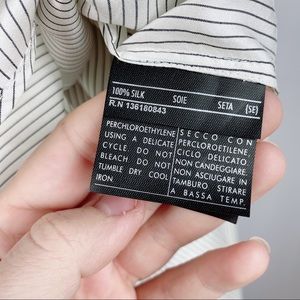 100% SILK SOIE SETA (SE)
R.N 136180843
PERCHLOROETHYLENE
USING A DELICATE
CYCLE. DO NOT
BLEACH DO NOT
TUMBLE DRY COOL
IRON.
SECCO CON
PERCLOROETILENE,
CICLO DELICATO.
NON CANDEGGIARE.
NON ASCIUGARE IN
TAMBURO STIRARE
A BASSA TEMP.